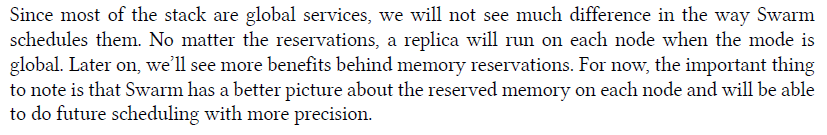 Since most of the stack are global services, we will not see much difference in the way Swarm
schedules them. No matter the reservations, a replica will run on each node when the mode is
global. Later on, we’ll see more benefits behind memory reservations. For now, the important thing
to note is that Swarm has a better picture about the reserved memory on each node and will be able
to do future scheduling with more precision.